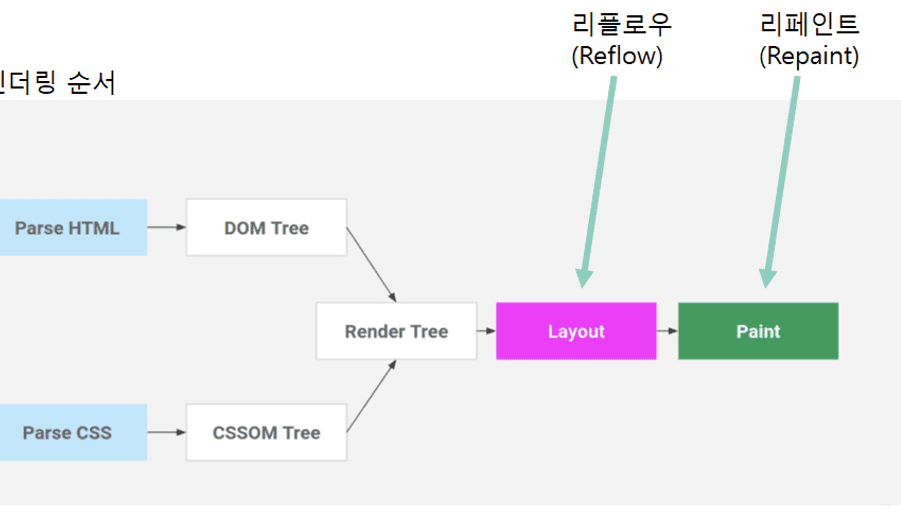 리플로우
(Reflow)
리페인트
(Repaint)
더링 순서
Parse HTML
DOM Tree
Render Tree
Layout
Paint
Parse CSS
CSSOM Tree